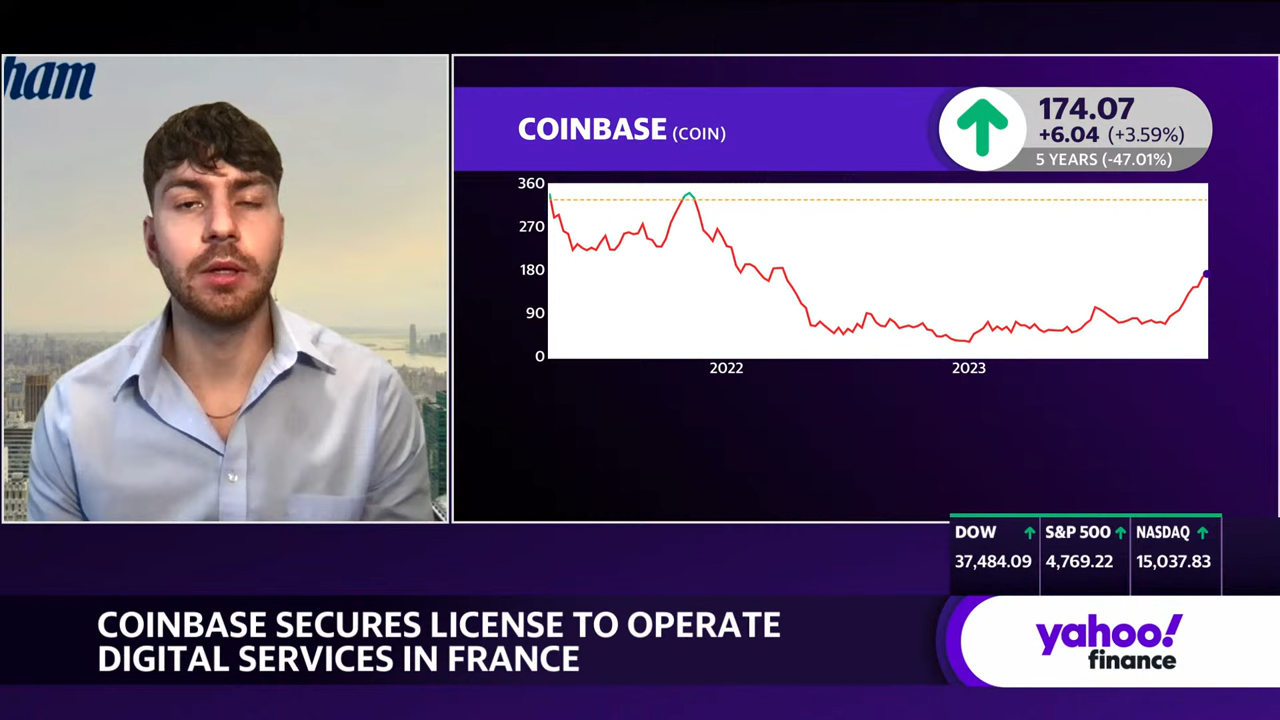 ham
COINBASE (COIN)
174.07
+6.04 (+3.59%)
5 YEARS (-47.01%)
360
270
180
90
0
2022
2023
DOW
37,484.09
S&P 500
4,769.22
NASDAQ
15,037.83
COINBASE SECURES LICENSE TO OPERATE
DIGITAL SERVICES IN FRANCE
yahoo!
finance